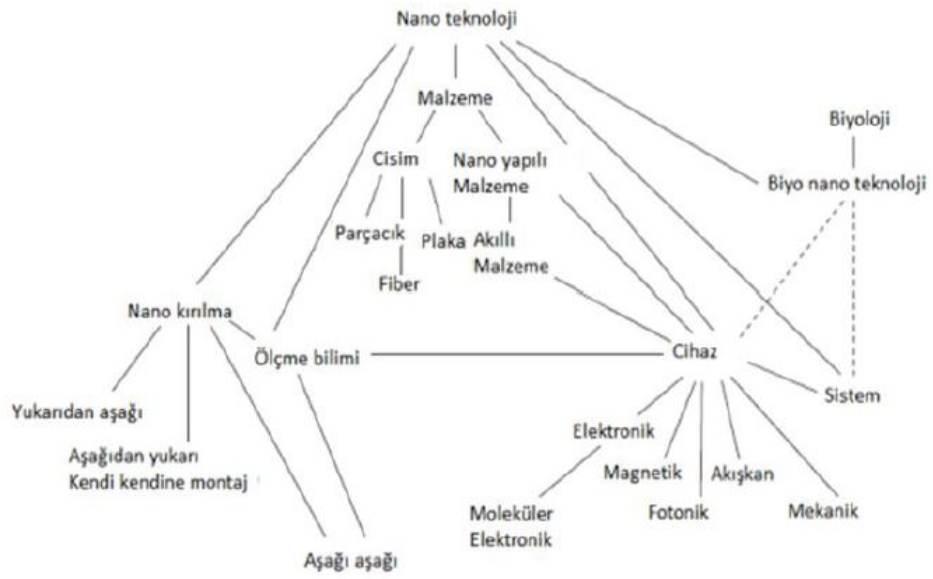 Nano teknoloji
Malzeme
Biyoloji
Cisim
Nano yapılı
Malzeme
Biyo nano teknoloji
Parçacık
Plaka
Akıllı
Malzeme
Fiber
Nano kırılma
Ölçme bilimi
Cihaz
Sistem
Yukarıdan aşağı
Elektronik
Aşağıdan yukarı
Kendi kendine montaj
Magnetik
Akışkan
Moleküler
Elektronik
Fotonik
Mekanik
Aşağı aşağı